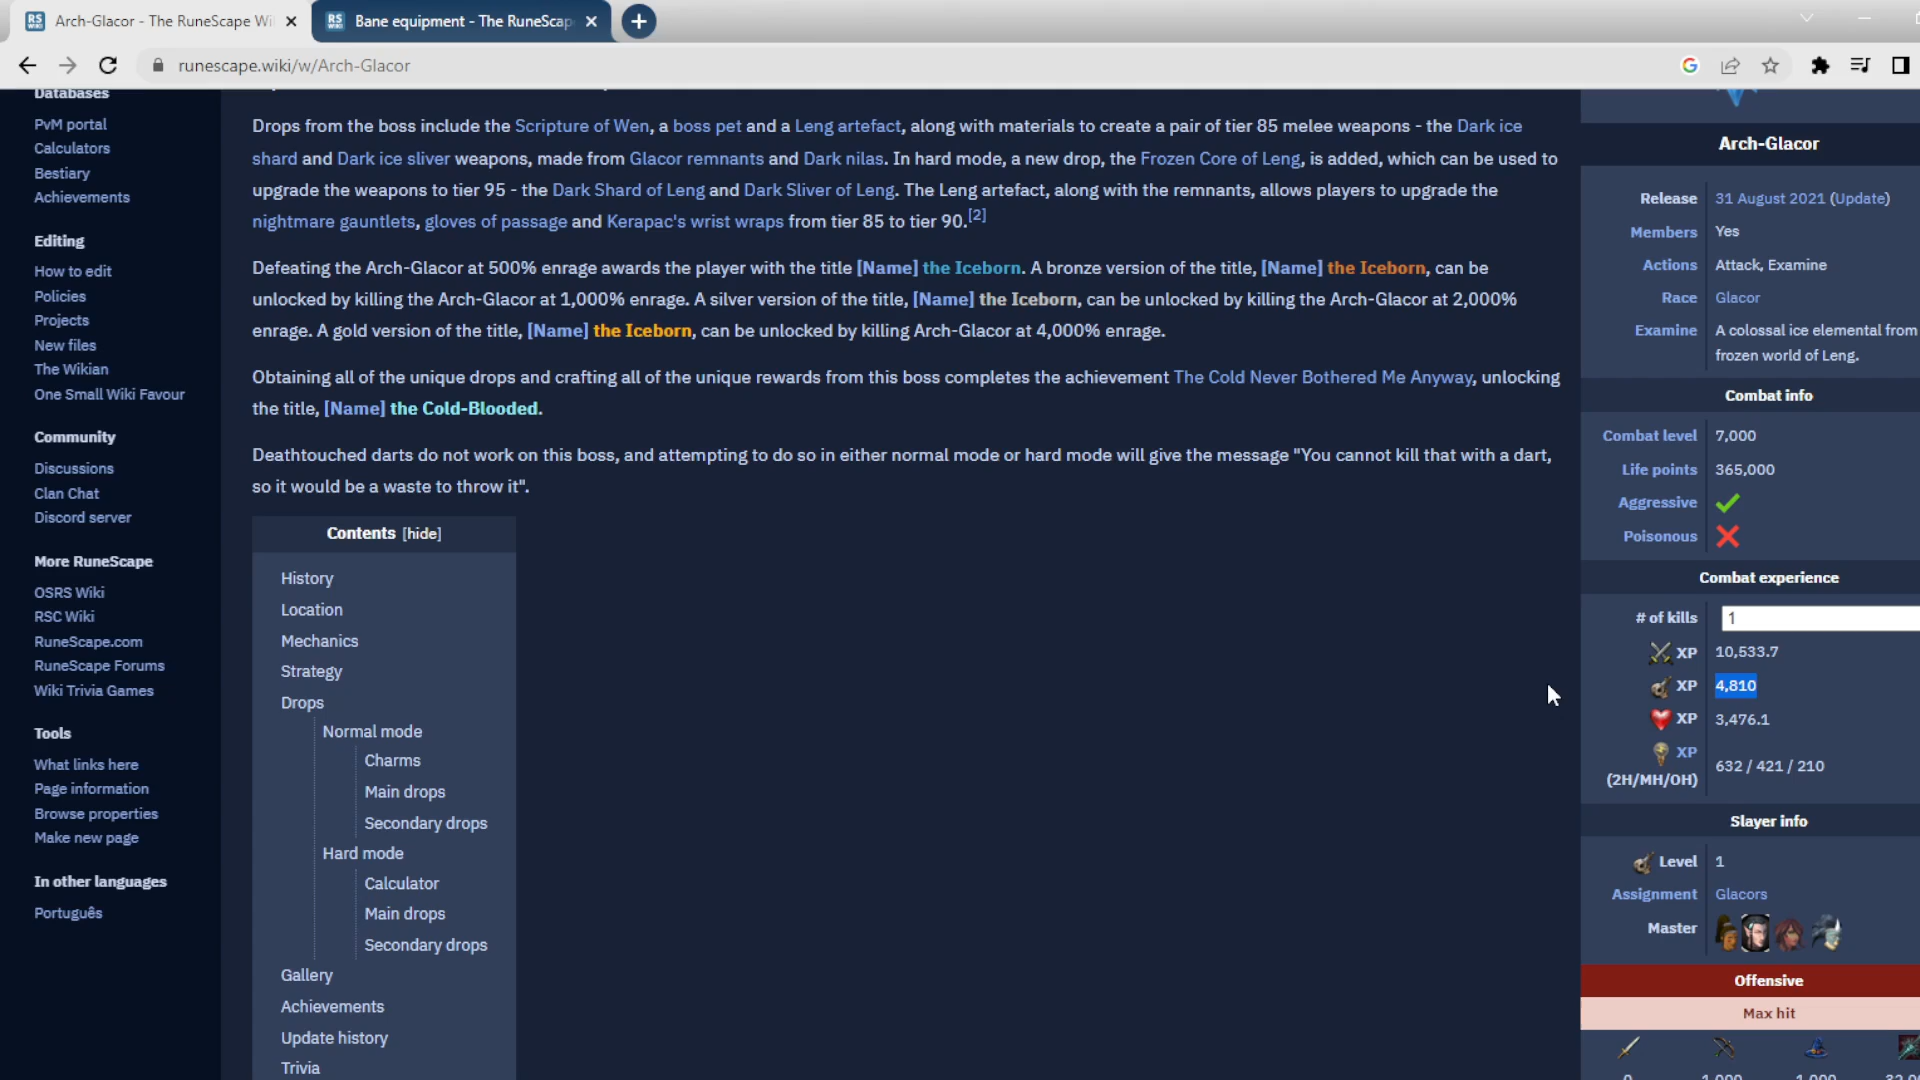 Arch-Glacor - The RuneScape Wi
Bane equipment - The RuneScap
runescape.wiki/w/Arch-Glacor
Databases
PvM portal
Calculators
Bestiary
Achievements
Editing
How to edit
Policies
Projects
New files
The Wikian
One Small Wiki Favour
Community
Discussions
Clan Chat
Discord server
More RuneScape
OSRS Wiki
RSC Wiki
RuneScape.com
RuneScape Forums
Wiki Trivia Games
Tools
What links here
Page information
Browse properties
Make new page
In other languages
Português
Drops from the boss include the Scripture of Wen, a boss pet and a Leng artefact, along with materials to create a pair of tier 85 melee weapons - the Dark ice
shard and Dark ice sliver weapons, made from Glacor remnants and Dark nilas. In hard mode, a new drop, the Frozen Core of Leng, is added, which can be used to
upgrade the weapons to tier 95 - the Dark Shard of Leng and Dark Sliver of Leng. The Leng artefact, along with the remnants, allows players to upgrade the
nightmare gauntlets, gloves of passage and Kerapac's wrist wraps from tier 85 to tier 90.[2]
Defeating the Arch-Glacor at 500% enrage awards the player with the title [Name] the Iceborn. A bronze version of the title, [Name] the Iceborn, can be
unlocked by killing the Arch-Glacor at 1,000% enrage. A silver version of the title, [Name] the Iceborn, can be unlocked by killing the Arch-Glacor at 2,000%
enrage. A gold version of the title, [Name] the Iceborn, can be unlocked by killing Arch-Glacor at 4,000% enrage.
Obtaining all of the unique drops and crafting all of the unique rewards from this boss completes the achievement The Cold Never Bothered Me Anyway, unlocking
the title, [Name] the Cold-Blooded.
Deathtouched darts do not work on this boss, and attempting to do so in either normal mode or hard mode will give the message "You cannot kill that with a dart,
so it would be a waste to throw it".
Contents [hide]
History
Location
Mechanics
Strategy
Drops
Normal mode
Charms
Main drops
Secondary drops
Hard mode
Calculator
Main drops
Secondary drops
Gallery
Achievements
Update history
Trivia
Arch-Glacor
Release 31 August 2021 (Update)
Members Yes
Actions Attack, Examine
Race Glacor
Examine A colossal ice elemental from
frozen world of Leng.
Combat info
Combat level 7,000
Life points 365,000
Aggressive
Poisonous
Combat experience
# of kills 1
XP 10,533.7
XP 4,810
XP 3,476.1
XP
(2H/MH/OH) 632 / 421 / 210
Slayer info
Level 1
Assignment Glacors
Master
Offensive
Max hit